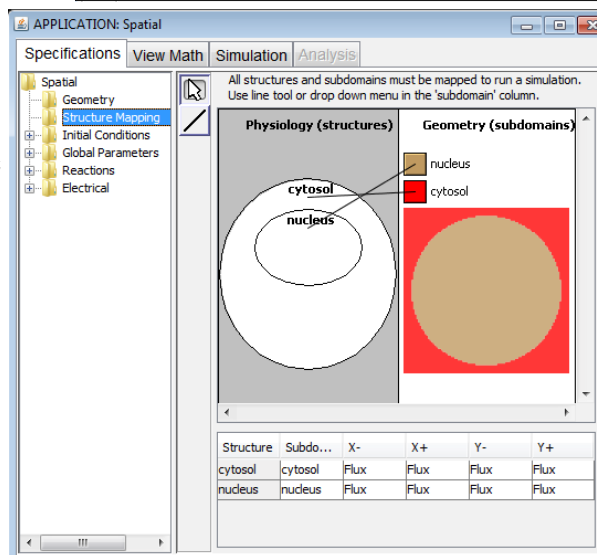 APPLICATION: Spatial
Specifications View Math Simulation Analysis
Spatial
Geometry
Structure Mapping
Initial Conditions
Global Parameters
Reactions
Electrical
All structures and subdomains must be mapped to run a simulation.
Use line tool or drop down menu in the 'subdomain' column.
Physiology (structures) Geometry (subdomains)
cytosol
nucleus
nucleus
cytosol
Structure Subdo... X- X+ Y- Y+
cytosol cytosol Flux Flux Flux Flux
nucleus nucleus Flux Flux Flux Flux